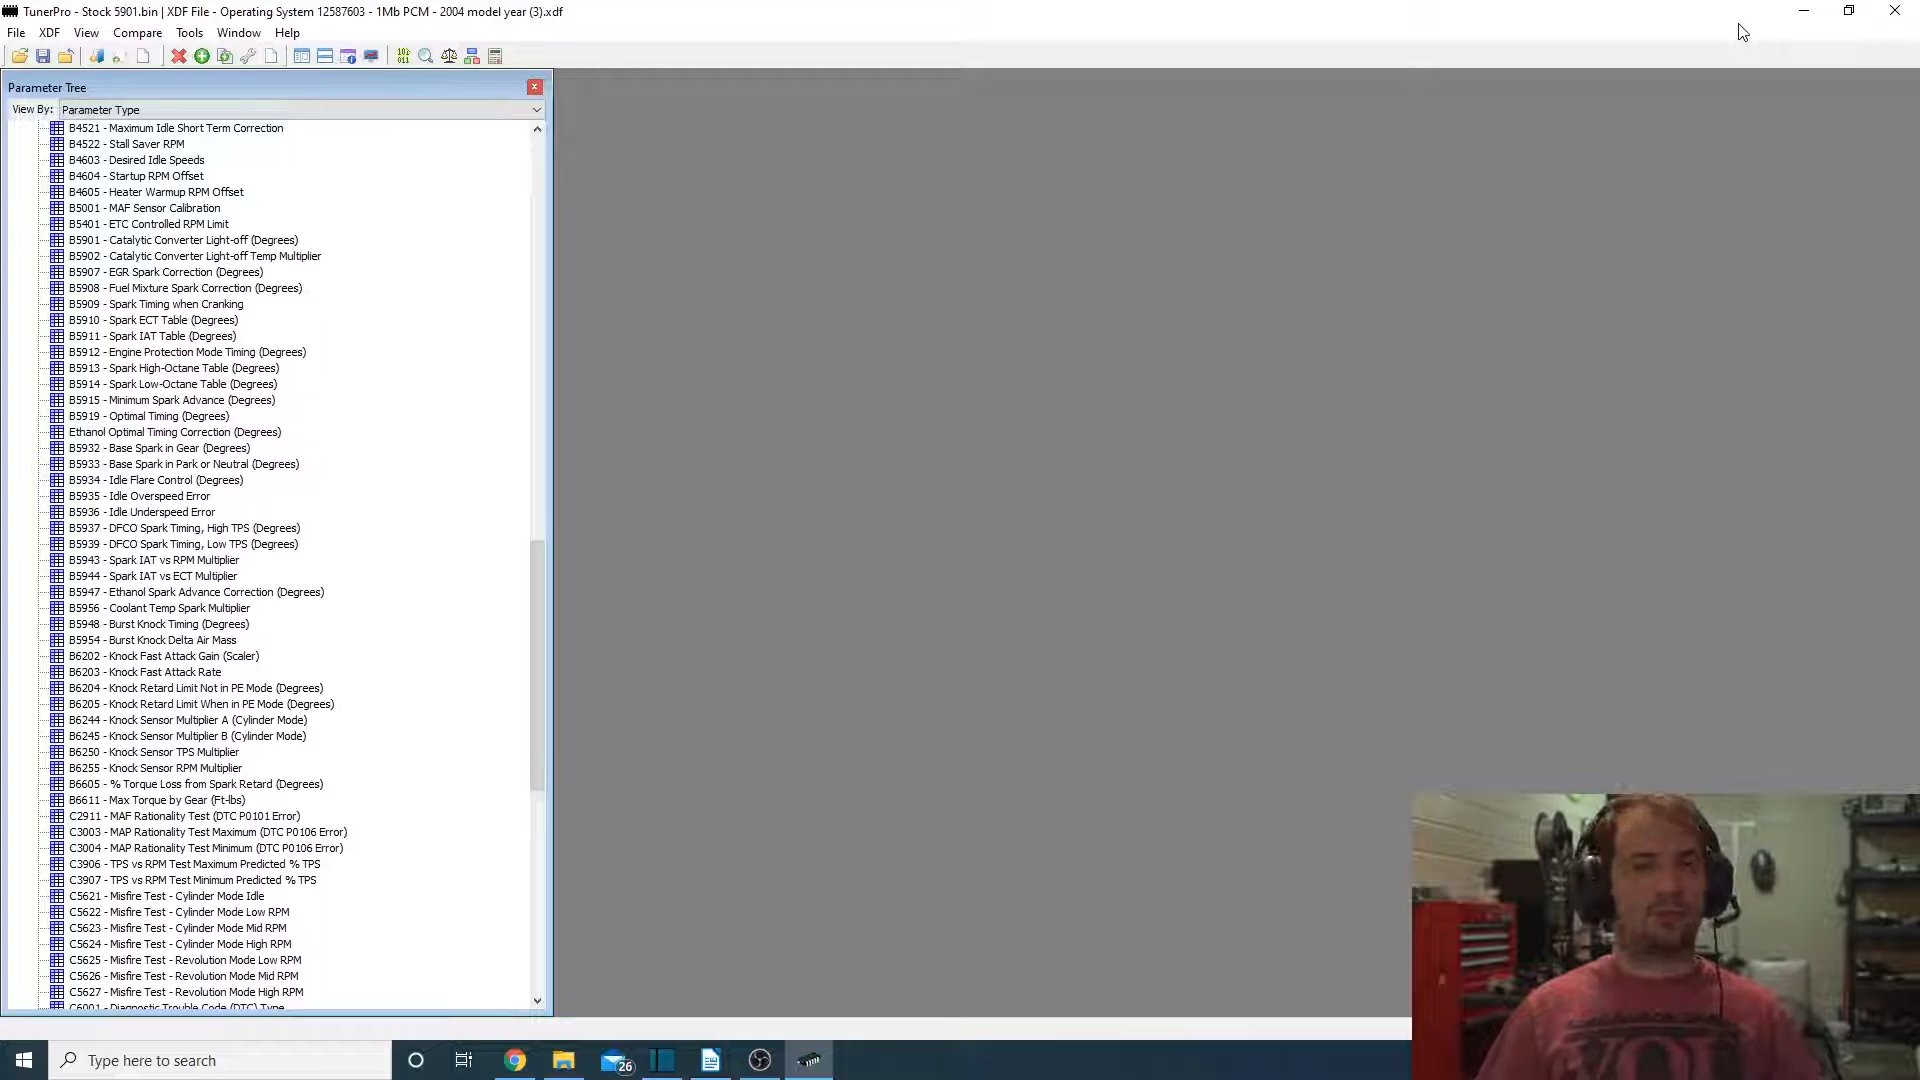 TunerPro - Stock 5901.bin | XDF File - Operating System 12587603 - 1Mb PCM - 2004 model year (3).xdf
File XDF View Compare Tools Window Help
Parameter Tree
View By: Parameter Type
B4521 - Maximum Idle Short Term Correction
B4522 - Stall Saver RPM
B4603 - Desired Idle Speeds
B4604 - Startup RPM Offset
B4605 - Heater Warmup RPM Offset
B5001 - MAF Sensor Calibration
B5401 - ETC Controlled RPM Limit
B5901 - Catalytic Converter Light-off (Degrees)
B5902 - Catalytic Converter Light-off Temp Multiplier
B5907 - EGR Spark Correction (Degrees)
B5908 - Fuel Mixture Spark Correction (Degrees)
B5909 - Spark Timing when Cranking
B5910 - Spark ECT Table (Degrees)
B5911 - Spark IAT Table (Degrees)
B5912 - Engine Protection Mode Timing (Degrees)
B5913 - Spark High-Octane Table (Degrees)
B5914 - Spark Low-Octane Table (Degrees)
B5915 - Minimum Spark Advance (Degrees)
B5919 - Optimal Timing (Degrees)
Ethanol Optimal Timing Correction (Degrees)
B5932 - Base Spark in Gear (Degrees)
B5933 - Base Spark in Park or Neutral (Degrees)
B5934 - Idle Flare Control (Degrees)
B5935 - Idle Overspeed Error
B5936 - Idle Underspeed Error
B5937 - DFCO Spark Timing, High TPS (Degrees)
B5939 - DFCO Spark Timing, Low TPS (Degrees)
B5943 - Spark IAT vs RPM Multiplier
B5944 - Spark IAT vs ECT Multiplier
B5947 - Ethanol Spark Advance Correction (Degrees)
B5956 - Coolant Temp Spark Multiplier
B5948 - Burst Knock Timing (Degrees)
B5954 - Burst Knock Delta Air Mass
B6202 - Knock Fast Attack Gain (Scaler)
B6203 - Knock Fast Attack Rate
B6204 - Knock Retard Limit Not in PE Mode (Degrees)
B6205 - Knock Retard Limit When in PE Mode (Degrees)
B6244 - Knock Sensor Multiplier A (Cylinder Mode)
B6245 - Knock Sensor Multiplier B (Cylinder Mode)
B6250 - Knock Sensor TPS Multiplier
B6255 - Knock Sensor RPM Multiplier
B6605 - % Torque Loss from Spark Retard (Degrees)
B6611 - Max Torque by Gear (Ft-lbs)
C2911 - MAF Rationality Test (DTC P0101 Error)
C3003 - MAP Rationality Test Maximum (DTC P0106 Error)
C3004 - MAP Rationality Test Minimum (DTC P0106 Error)
C3906 - TPS vs RPM Test Maximum Predicted % TPS
C3907 - TPS vs RPM Test Minimum Predicted % TPS
C5621 - Misfire Test - Cylinder Mode Idle
C5622 - Misfire Test - Cylinder Mode Low RPM
C5623 - Misfire Test - Cylinder Mode Mid RPM
C5624 - Misfire Test - Cylinder Mode High RPM
C5625 - Misfire Test - Revolution Mode Low RPM
C5626 - Misfire Test - Revolution Mode Mid RPM
C5627 - Misfire Test - Revolution Mode High RPM
C6001 - Diagnostic Trouble Code (DTC) Type
Type here to search
26